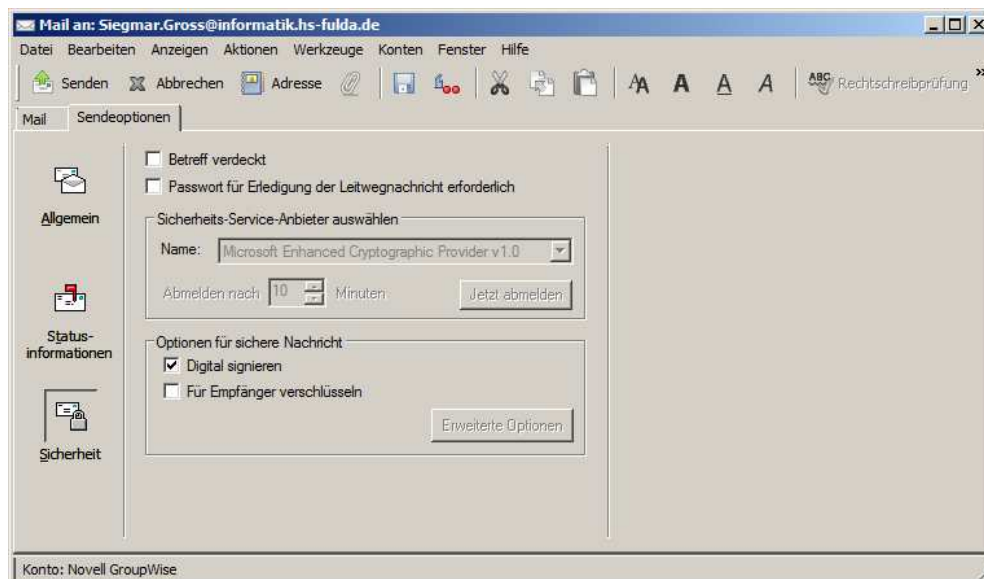 Mail an: Siegmar.Gross@informatik.hs-fulda.de
Datei Bearbeiten Anzeigen Aktionen Werkzeuge Konten Fenster Hilfe
Senden Abbrechen Adresse AA A A A ABC Rechtschreibprüfung »
Mail Sendeoptionen
Betreff verdeckt
Passwort für Erledigung der Leitwegnachricht erforderlich
Allgemein
Sicherheits-Service-Anbieter auswählen
Name: Microsoft Enhanced Cryptographic Provider v1.0
Abmelden nach 10 Minuten Jetzt abmelden
Status-
informationen
Optionen für sichere Nachricht
Digital signieren
Für Empfänger verschlüsseln
Erweiterte Optionen
Sicherheit
Konto: Novell GroupWise